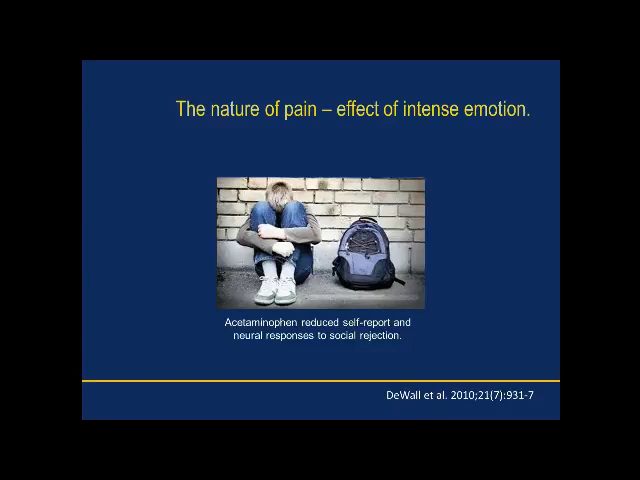 The nature of pain – effect of intense emotion.
Acetaminophen reduced self-report and
neural responses to social rejection.
DeWall et al. 2010;21(7):931-7